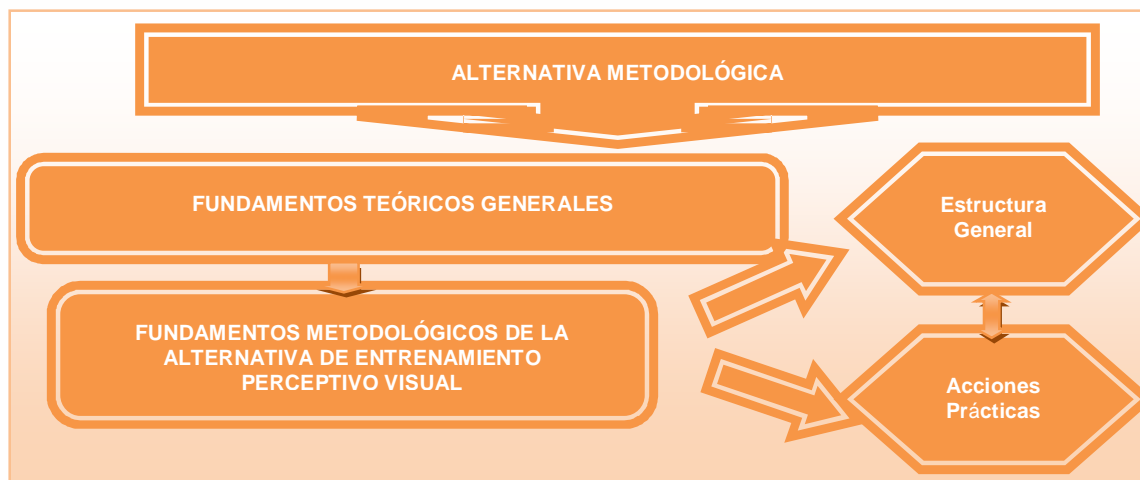 ALTERNATIVA METODOLÓGICA
FUNDAMENTOS TEÓRICOS GENERALES
Estructura
General
FUNDAMENTOS METODOLÓGICOS DE LA
ALTERNATIVA DE ENTRENAMIENTO
PERCEPTIVO VISUAL
Acciones
Prácticas